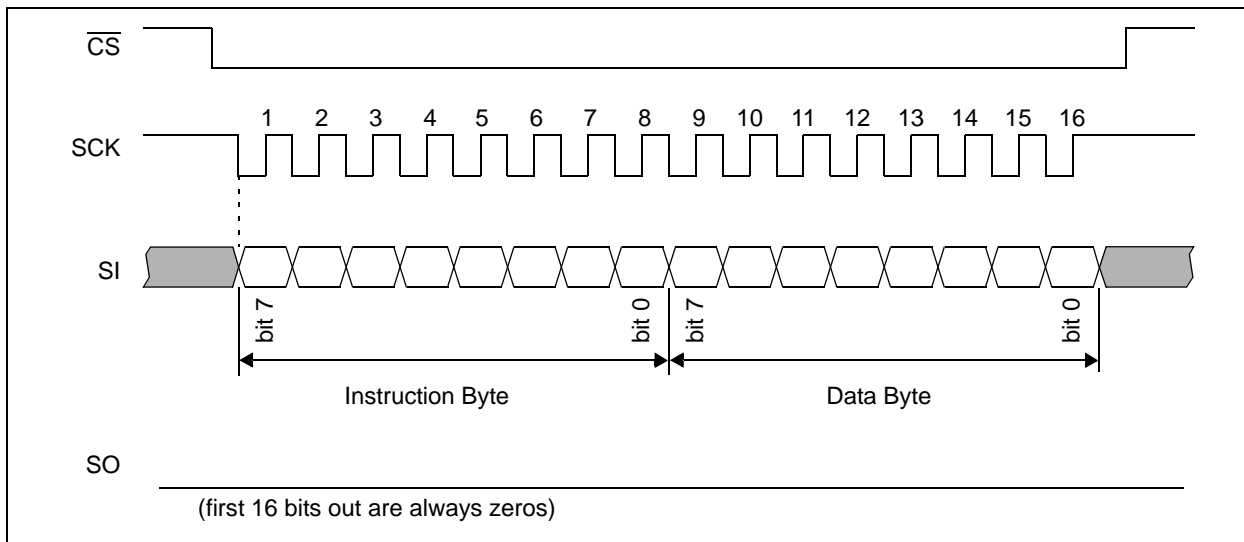 CS
1 2 3 4 5 6 7 8 9 10 11 12 13 14 15 16
SCK
SI
bit 7 bit 0 bit 7 bit 0
Instruction Byte Data Byte
SO
(first 16 bits out are always zeros)